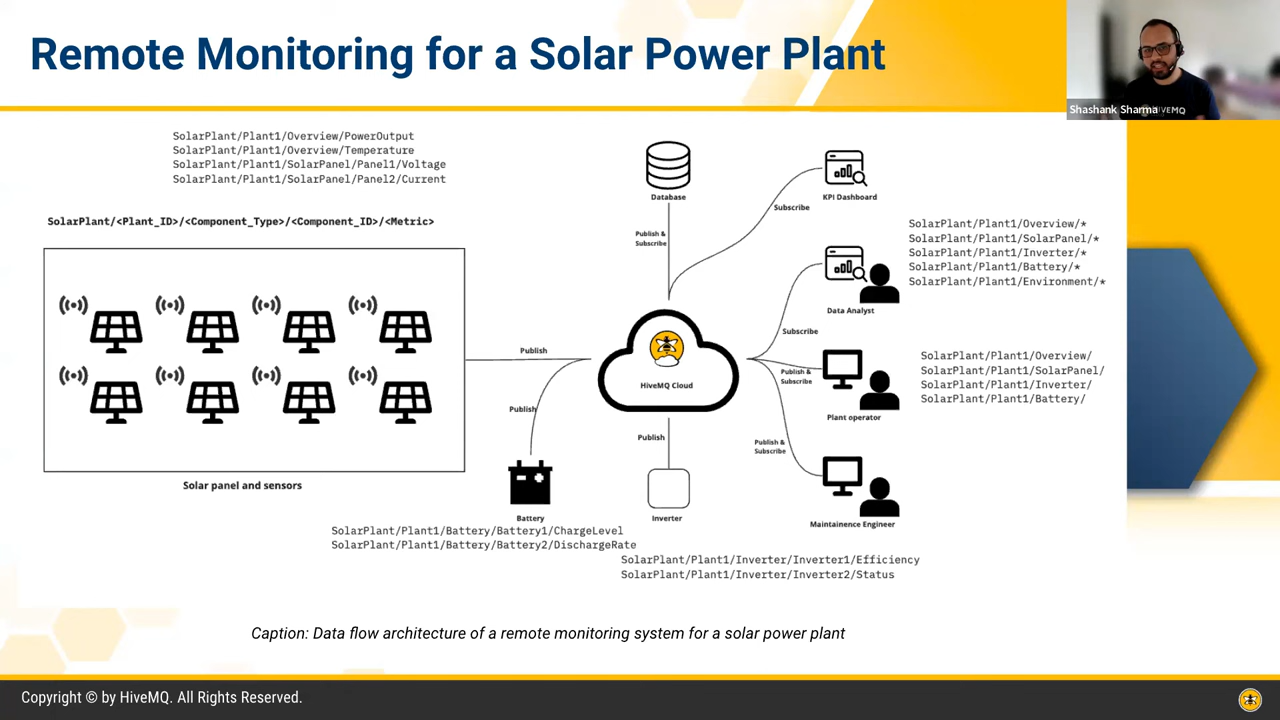 Remote Monitoring for a Solar Power Plant
Shashank Sharma
HIVEMQ
SolarPlant/Plant1/Overview/PowerOutput
SolarPlant/Plant1/Overview/Temperature
SolarPlant/Plant1/SolarPanel/Panel1/Voltage
SolarPlant/Plant1/SolarPanel/Panel2/Current
SolarPlant/<Plant_ID>/<Component_Type>/<Component_ID>/<Metric>
Solar panel and sensors
Database
Publish &
Subscribe
Subscribe
KPI Dashboard
SolarPlant/Plant1/Overview/*
SolarPlant/Plant1/SolarPanel/*
SolarPlant/Plant1/Inverter/*
SolarPlant/Plant1/Battery/*
SolarPlant/Plant1/Environment/*
Data Analyst
Subscribe
Publish
HiveMQ Cloud
Publish &
Subscribe
SolarPlant/Plant1/Overview/
SolarPlant/Plant1/SolarPanel/
SolarPlant/Plant1/Inverter/
SolarPlant/Plant1/Battery/
Plant operator
Publish
Publish
Publish &
Subscribe
Battery
Inverter
Maintainence Engineer
SolarPlant/Plant1/Battery/Battery1/ChargeLevel
SolarPlant/Plant1/Battery/Battery2/DischargeRate
SolarPlant/Plant1/Inverter/Inverter1/Efficiency
SolarPlant/Plant1/Inverter/Inverter2/Status
Caption: Data flow architecture of a remote monitoring system for a solar power plant
Copyright © by HiveMQ. All Rights Reserved.